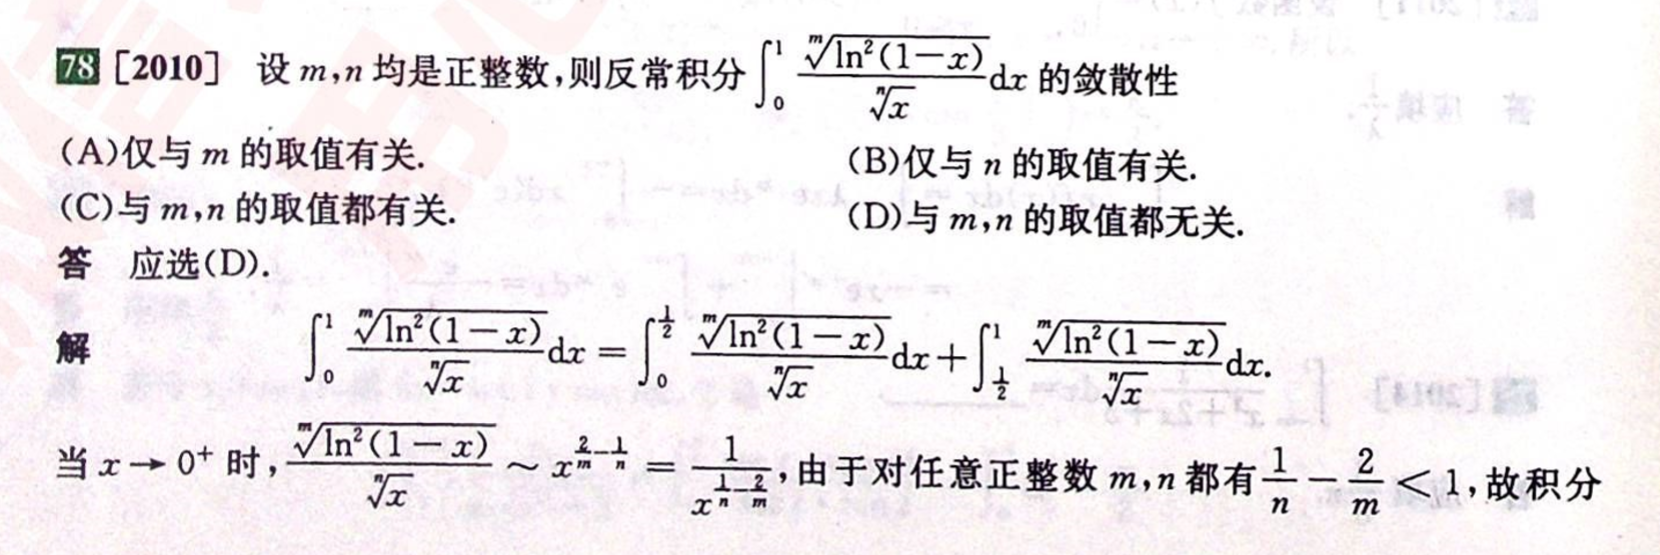 78 [2010] 设 m,n 均是正整数,则反常积分 \int_0^1 \frac{\sqrt[m]{\ln^2(1-x)}}{\sqrt[n]{x}} dx 的敛散性
(A)仅与 m 的取值有关. (B)仅与 n 的取值有关.
(C)与 m,n 的取值都有关. (D)与 m,n 的取值都无关.
答 应选(D).
解 \int_0^1 \frac{\sqrt[m]{\ln^2(1-x)}}{\sqrt[n]{x}} dx = \int_0^{\frac{1}{2}} \frac{\sqrt[m]{\ln^2(1-x)}}{\sqrt[n]{x}} dx + \int_{\frac{1}{2}}^1 \frac{\sqrt[m]{\ln^2(1-x)}}{\sqrt[n]{x}} dx.
当 x→0^+ 时, \frac{\sqrt[m]{\ln^2(1-x)}}{\sqrt[n]{x}} ~ x^{\frac{2}{m}-\frac{1}{n}} = \frac{1}{x^{\frac{1}{n}-\frac{2}{m}}}, 由于对任意正整数 m,n 都有 \frac{1}{n} - \frac{2}{m} < 1, 故积分